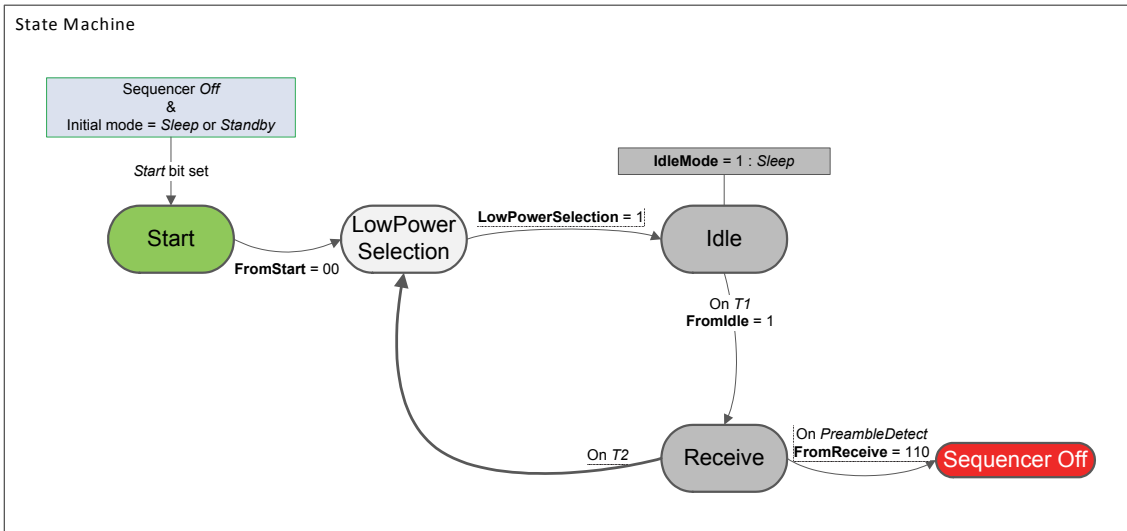 State Machine
Sequencer Off
&
Initial mode = Sleep or Standby
Start bit set
IdleMode = 1 : Sleep
Start
FromStart = 00
LowPower
Selection
LowPowerSelection = 1
Idle
On T1
FromIdle = 1
On T2
Receive
On PreambleDetect
FromReceive = 110
Sequencer Off